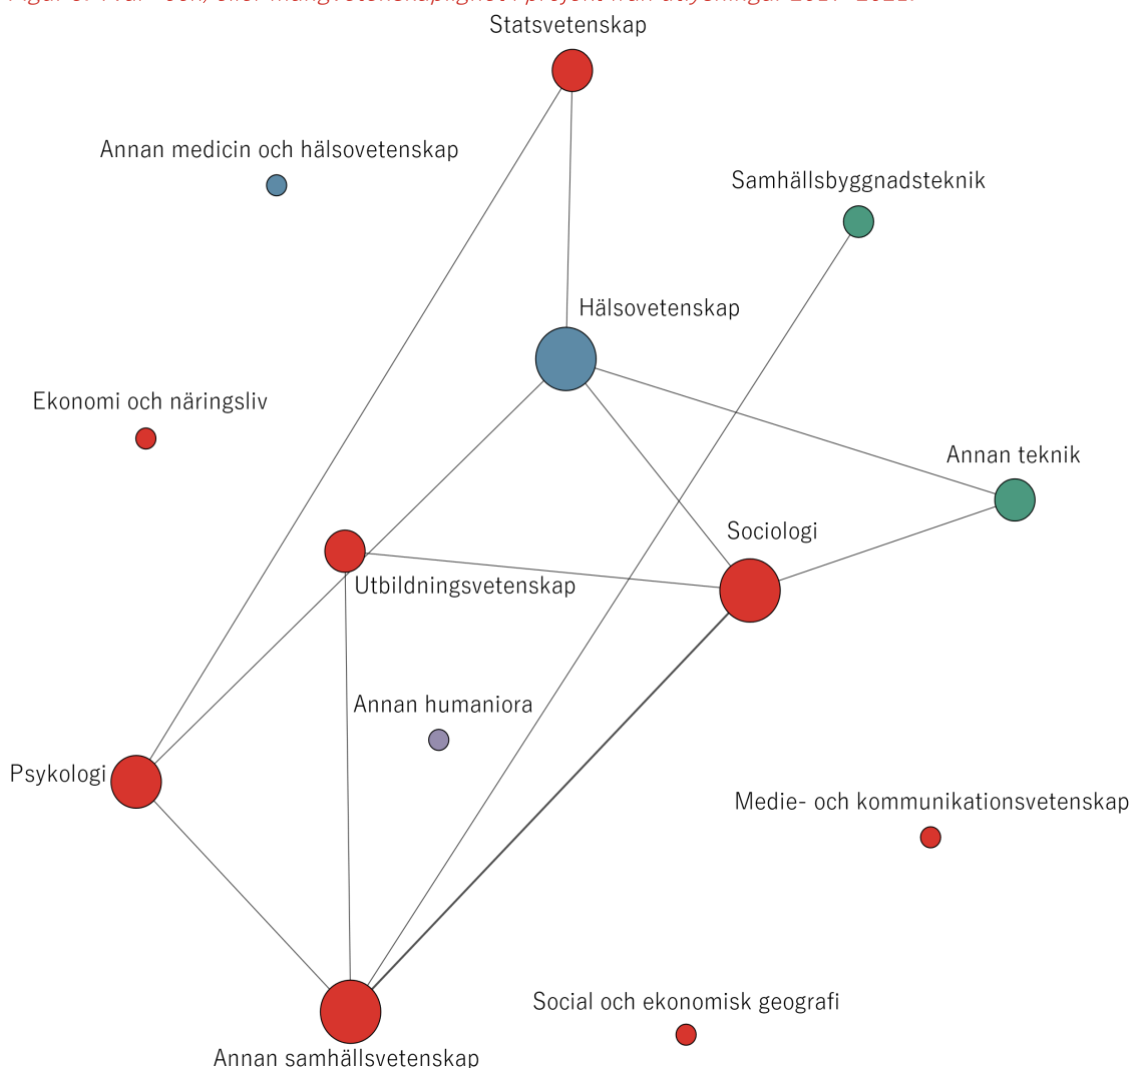 Statsvetenskap
Annan medicin och hälsovetenskap
Samhällsbyggnadsteknik
Hälsovetenskap
Ekonomi och näringsliv
Annan teknik
Sociologi
Utbildningsvetenskap
Annan humaniora
Psykologi
Medie- och kommunikationsvetenskap
Social och ekonomisk geografi
Annan samhällsvetenskap